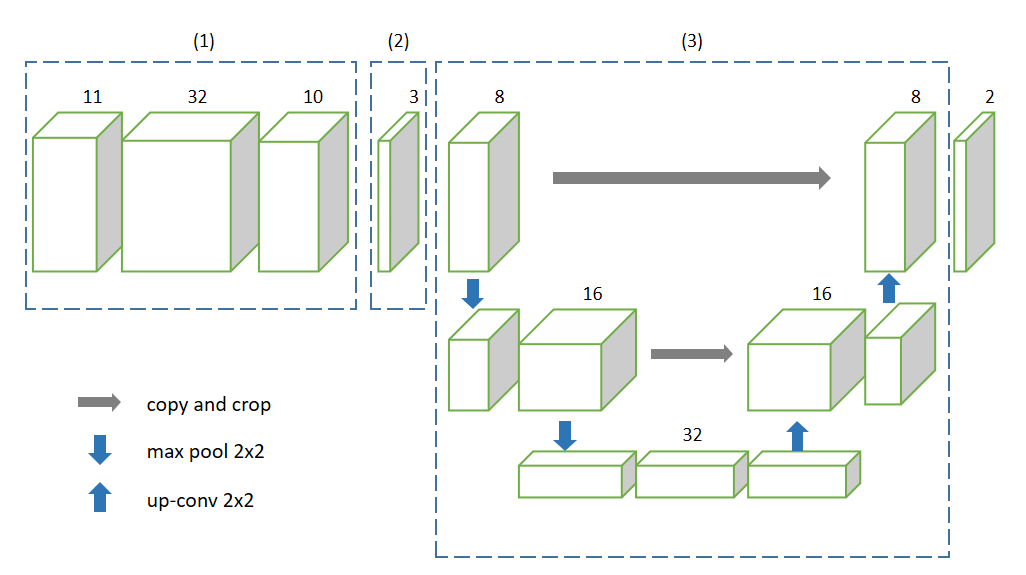 (1) (2) (3)
11 32 10 3 8 8 2
16 16
32
copy and crop
max pool 2x2
up-conv 2x2